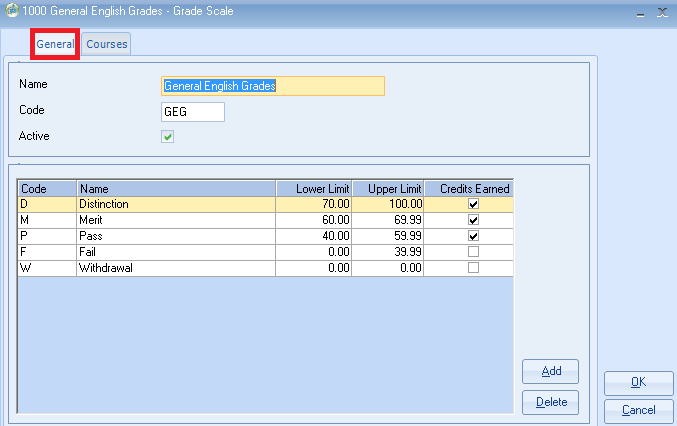 1000 General English Grades - Grade Scale
General Courses
Name General English Grades
Code GEG
Active
Code Name Lower Limit Upper Limit Credits Earned
D Distinction 70.00 100.00
M Merit 60.00 69.99
P Pass 40.00 59.99
F Fail 0.00 39.99
W Withdrawal 0.00 0.00
Add
Delete
OK
Cancel